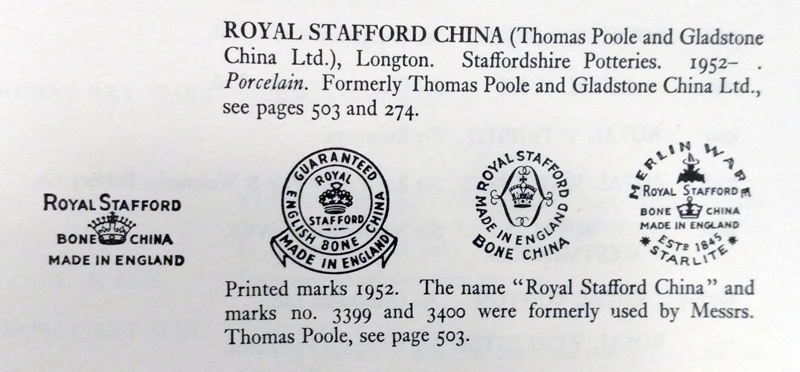 ROYAL STAFFORD CHINA (Thomas Poole and Gladstone
China Ltd.), Longton. Staffordshire Potteries. 1952– .
Porcelain. Formerly Thomas Poole and Gladstone China Ltd.,
see pages 503 and 274.
ROYAL STAFFORD
BONE CHINA
MADE IN ENGLAND
GUARANTEED
ROYAL
STAFFORD
ENGLISH BONE CHINA
MADE IN ENGLAND
ROYAL STAFFORD
MADE IN ENGLAND
BONE CHINA
MERLIN WARE
ROYAL STAFFORD
BONE CHINA
MADE IN ENGLAND
ESTD 1845
STARLITE
Printed marks 1952. The name "Royal Stafford China" and
marks no. 3399 and 3400 were formerly used by Messrs.
Thomas Poole, see page 503.